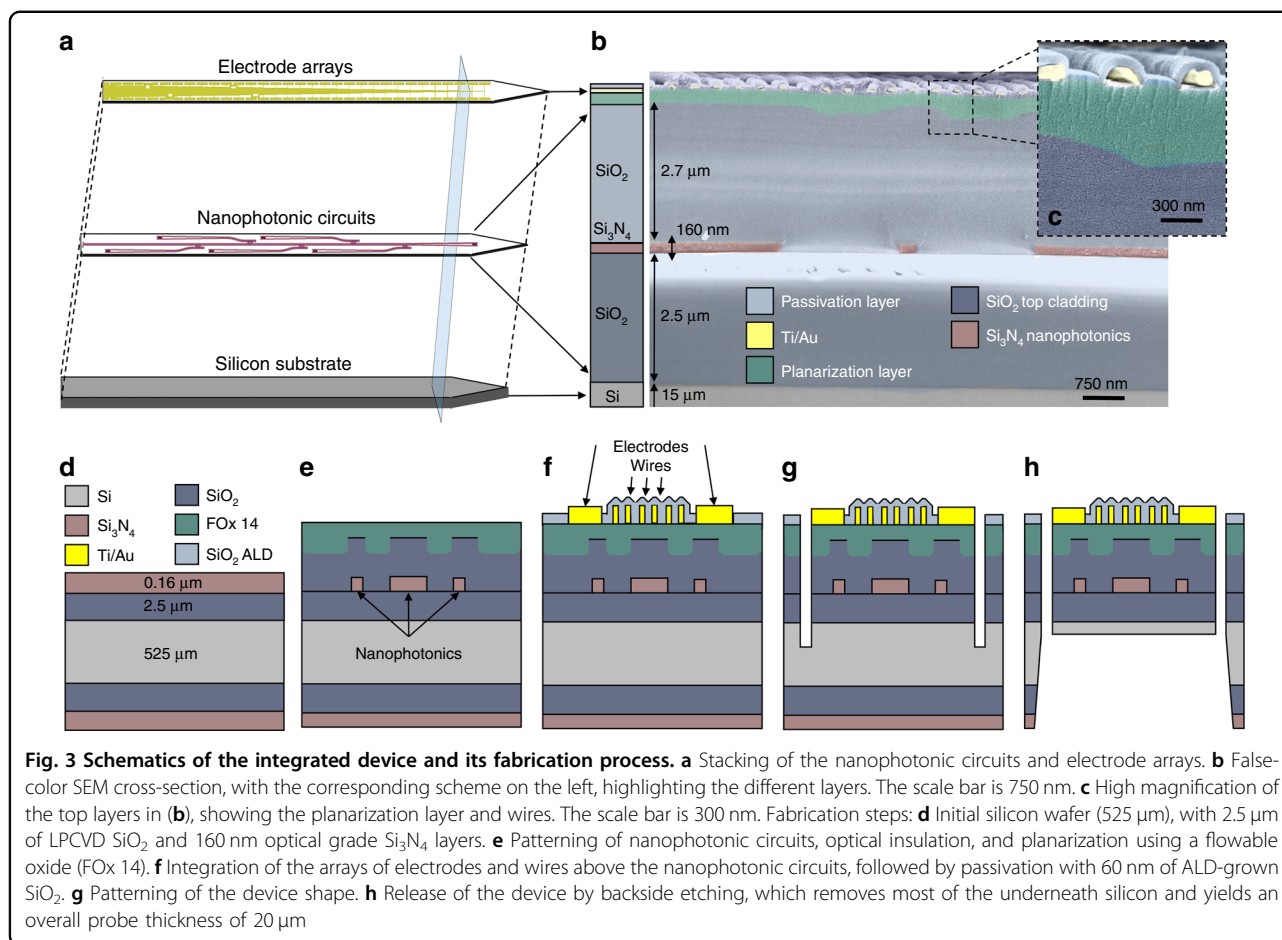 a
Electrode arrays
Nanophotonic circuits
Silicon substrate
b
SiO2
Si3N4
SiO2
Si
2.7 μm
160 nm
2.5 μm
15 μm
Passivation layer
Ti/Au
Planarization layer
SiO2 top cladding
Si3N4 nanophotonics
750 nm
c
300 nm
d
Si
Si3N4
Ti/Au
SiO2
FOx 14
SiO2 ALD
0.16 μm
2.5 μm
525 μm
e
Nanophotonics
f
Electrodes
Wires
g
h
Fig. 3 Schematics of the integrated device and its fabrication process. a Stacking of the nanophotonic circuits and electrode arrays. b False-
color SEM cross-section, with the corresponding scheme on the left, highlighting the different layers. The scale bar is 750 nm. c High magnification of
the top layers in (b), showing the planarization layer and wires. The scale bar is 300 nm. Fabrication steps: d Initial silicon wafer (525 μm), with 2.5 μm
of LPCVD SiO2 and 160 nm optical grade Si3N4 layers. e Patterning of nanophotonic circuits, optical insulation, and planarization using a flowable
oxide (FOx 14). f Integration of the arrays of electrodes and wires above the nanophotonic circuits, followed by passivation with 60 nm of ALD-grown
SiO2. g Patterning of the device shape. h Release of the device by backside etching, which removes most of the underneath silicon and yields an
overall probe thickness of 20 μm